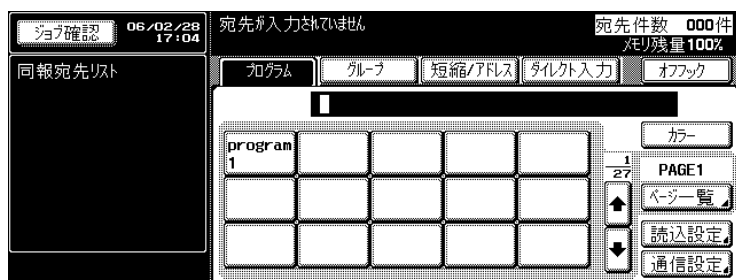 ジョブ確認
06/02/28
17:04
宛先が入力されていません
宛先件数 000件
メモリ残量100%
同報宛先リスト
プログラム
グループ
短縮/アドレス
ダイレクト入力
オフフック
program
1
カラー
1
27
PAGE1
ページ一覧
読込設定
通信設定